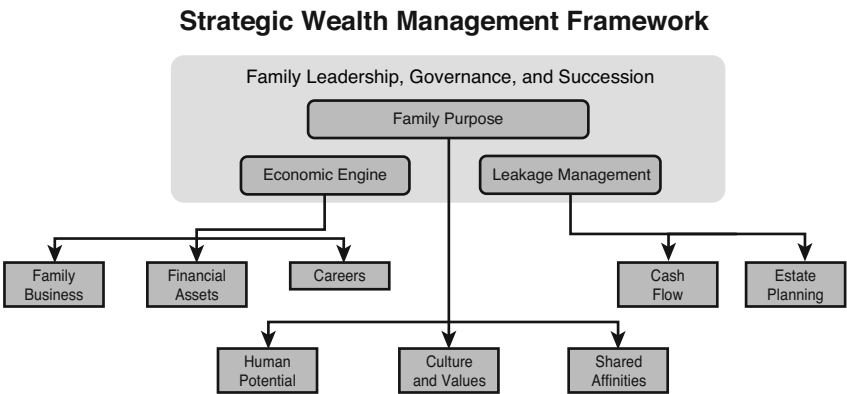 Strategic Wealth Management Framework
Family Leadership, Governance, and Succession
Family Purpose
Economic Engine
Leakage Management
Family
Business
Financial
Assets
Careers
Cash
Flow
Estate
Planning
Human
Potential
Culture
and Values
Shared
Affinities